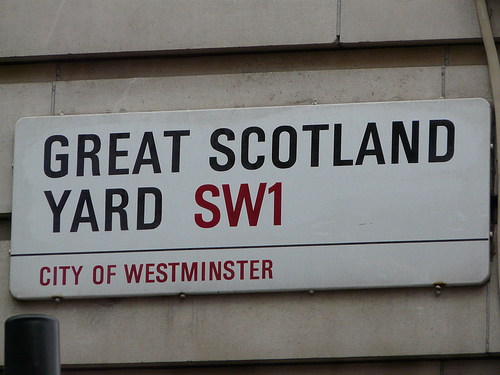 GREAT SCOTLAND
YARD SW1
CITY OF WESTMINSTER